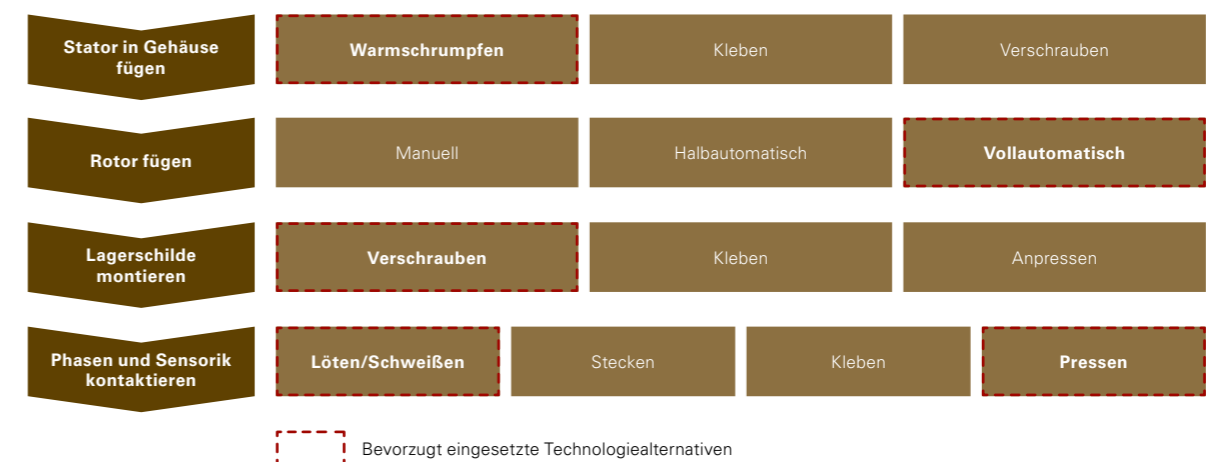 Stator in Gehäuse
fügen
Warmschrumpfen
Kleben
Verschrauben
Rotor fügen
Manuell
Halbautomatisch
Vollautomatisch
Lagerschilde
montieren
Verschrauben
Kleben
Anpressen
Phasen und Sensorik
kontaktieren
Löten/Schweißen
Stecken
Kleben
Pressen
Bevorzugt eingesetzte Technologiealternativen